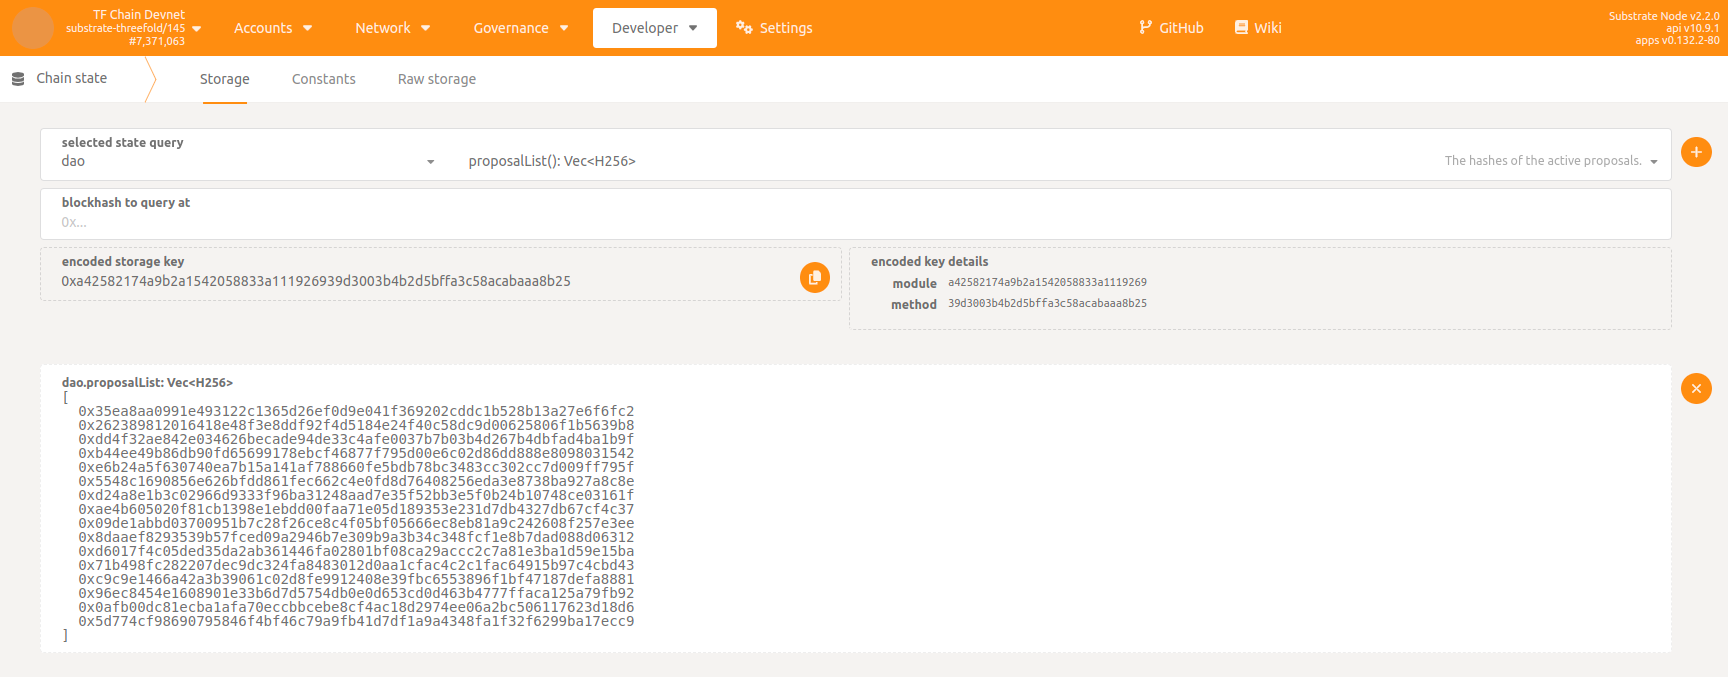 TF Chain Devnet
substrate-threefold/145
#7,371,063
Accounts
Network
Governance
Developer
Settings
GitHub
Wiki
Substrate Node v2.2.0
api v10.9.1
apps v0.132.2-80
Chain state
Storage
Constants
Raw storage
selected state query
dao
proposalList(): Vec<H256>
The hashes of the active proposals.
blockhash to query at
0x...
encoded storage key
0xa42582174a9b2a1542058833a111926939d3003b4b2d5bffa3c58acabaaa8b25
encoded key details
module a42582174a9b2a1542058833a1119269
method 39d3003b4b2d5bffa3c58acabaaa8b25
dao.proposalList: Vec<H256>
[
0x35ea8aa0991e493122c1365d26ef0d9e041f369202cddc1b528b13a27e6f6fc2
0x262389812016418e48f3e8ddf92f4d5184e24f40c58dc9d00625806f1b5639b8
0xdd4f32ae842e034626becade94de33c4afe0037b7b03b4d267b4dbfad4ba1b9f
0xb44ee49b86db90fd65699178ebcf46877f795d00e6c02d86dd888e8098031542
0xe6b24a5f630740ea7b15a141af788660fe5bdb78bc3483cc302cc7d009ff795f
0x5548c1690856e626bfdd861fec662c4e0fd8d76408256eda3e8738ba927a8c8e
0xd24a8e1b3c02966d9333f96ba31248aad7e35f52bb3e5f0b24b10748ce03161f
0xae4b605020f81cb1398e1ebdd00faa71e05d189353e231d7db4327db67cf4c37
0x09de1abbd03700951b7c28f26ce8c4f05bf05666ec8eb81a9c242608f257e3ee
0x8daaef8293539b57fced09a2946b7e309b9a3b34c348fcf1e8b7dad088d06312
0xd6017f4c05ded35da2ab361446fa02801bf08ca29accc2c7a81e3ba1d59e15ba
0x71b498fc282207dec9dc324fa8483012d0aa1cfac4c2c1fac64915b97c4cbd43
0xc9c9e1466a42a3b39061c02d8fe9912408e39fbc6553896f1bf47187defa8881
0x96ec8454e1608901e33b6d7d5754db0e0d653cd0d463b4777ffaca125a79fb92
0x0afb00dc81ecba1afa70eccbbcebe8cf4ac18d2974ee06a2bc506117623d18d6
0x5d774cf98690795846f4bf46c79a9fb41d7df1a9a4348fa1f32f6299ba17ecc9
]